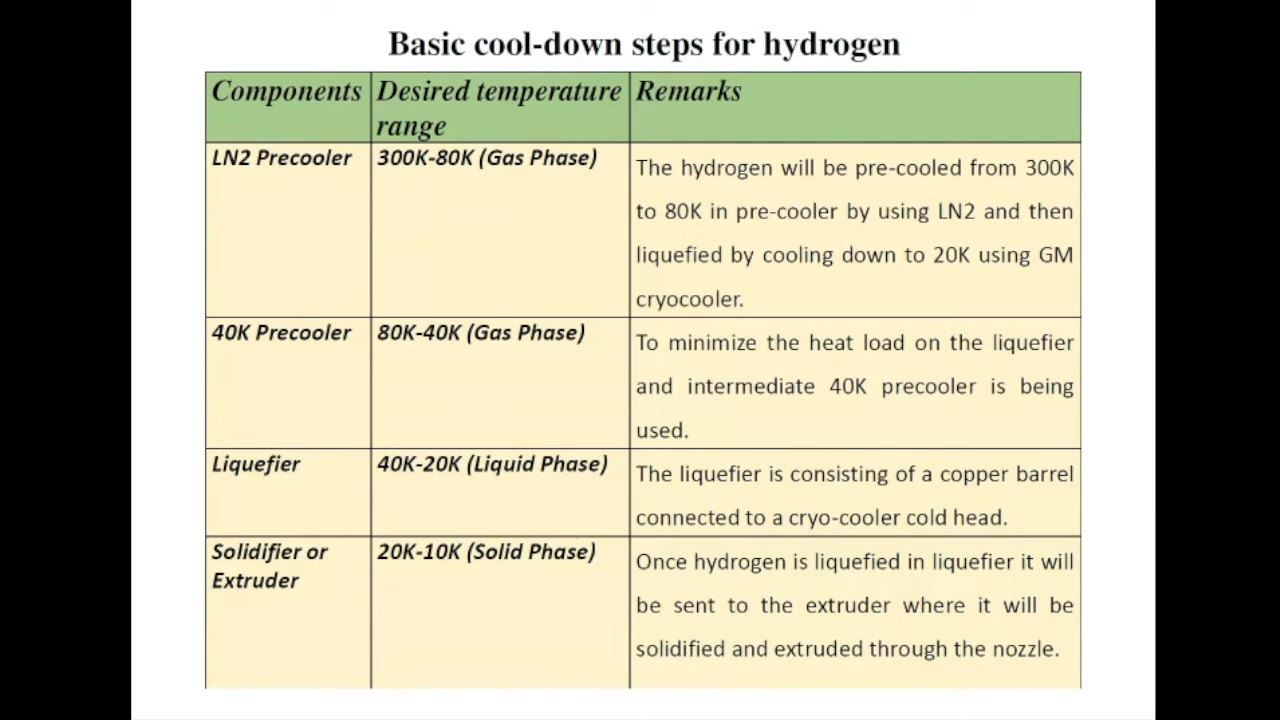 Basic cool-down steps for hydrogen
Components
Desired temperature
range
Remarks
LN2 Precooler
300K-80K (Gas Phase)
The hydrogen will be pre-cooled from 300K
to 80K in pre-cooler by using LN2 and then
liquefied by cooling down to 20K using GM
cryocooler.
40K Precooler
80K-40K (Gas Phase)
To minimize the heat load on the liquefier
and intermediate 40K precooler is being
used.
Liquefier
40K-20K (Liquid Phase)
The liquefier is consisting of a copper barrel
connected to a cryo-cooler cold head.
Solidifier or
Extruder
20K-10K (Solid Phase)
Once hydrogen is liquefied in liquefier it will
be sent to the extruder where it will be
solidified and extruded through the nozzle.